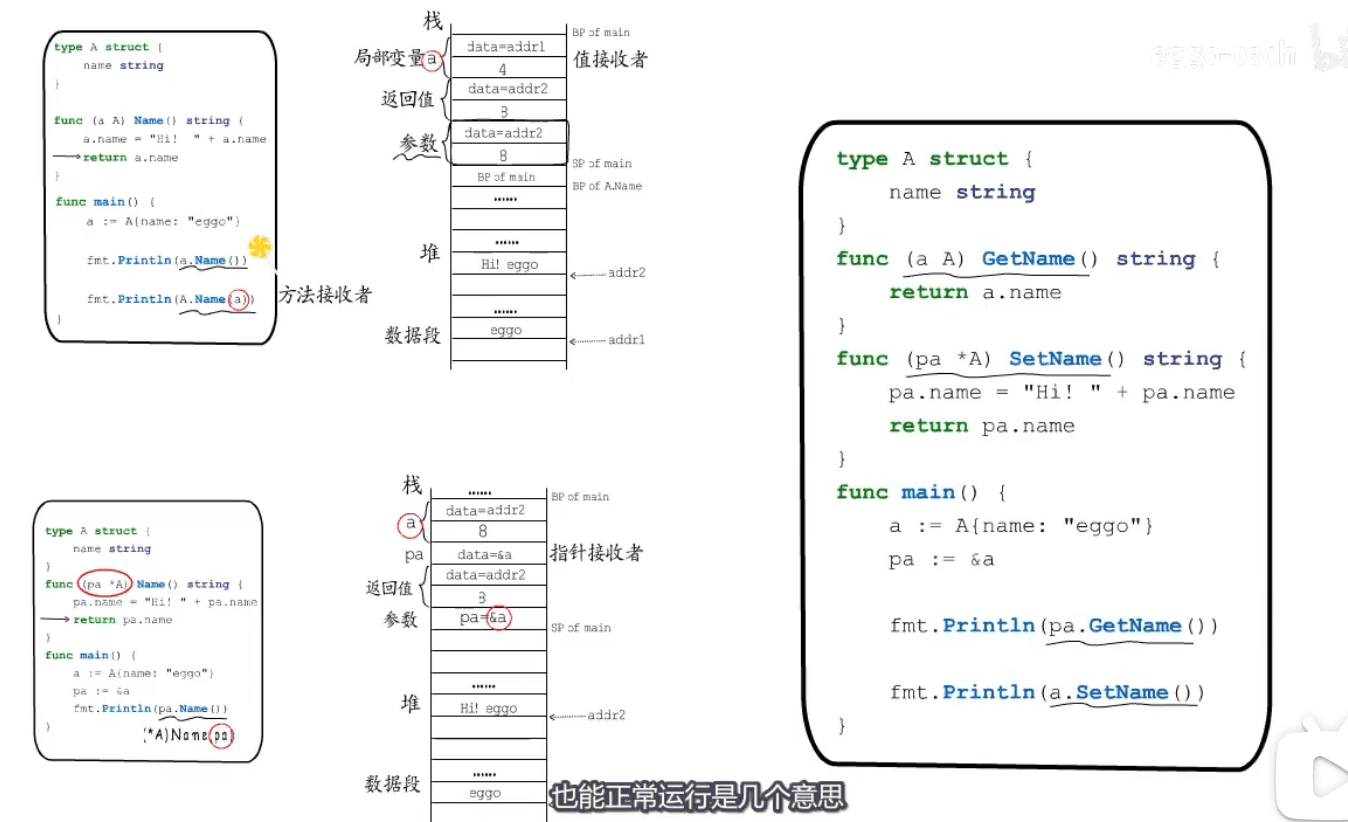 eggo-tech
type A struct {
name string
}
func (a A) Name() string {
a.name = "Hi!  " + a.name
return a.name
}
func main() {
a := A{name: "eggo"}
fmt.Println(a.Name())
fmt.Println(A.Name(a))
}
方法接收者
栈
BP of main
局部变量a
data=addr1
4
值接收者
返回值
data=addr2
3
参数
data=addr2
8
SP of main
BP of main
BP of A.Name
......
......
堆
Hi! eggo
addr2
......
数据段
eggo
addr1
type A struct {
name string
}
func (pa *A) Name() string {
pa.name = "Hi! " + pa.name
return pa.name
}
func main() {
a := A{name: "eggo"}
pa := &a
fmt.Println(pa.Name())
}
(*A)Name(pa)
栈
......
BP of main
a
data=addr2
8
pa
data=&a
指针接收者
返回值
data=addr2
3
参数
pa=&a
SP of main
......
堆
Hi! eggo
addr2
......
数据段
eggo
type A struct {
name string
}
func (a A) GetName() string {
return a.name
}
func (pa *A) SetName() string {
pa.name = "Hi! " + pa.name
return pa.name
}
func main() {
a := A{name: "eggo"}
pa := &a
fmt.Println(pa.GetName())
fmt.Println(a.SetName())
}
也能正常运行是几个意思